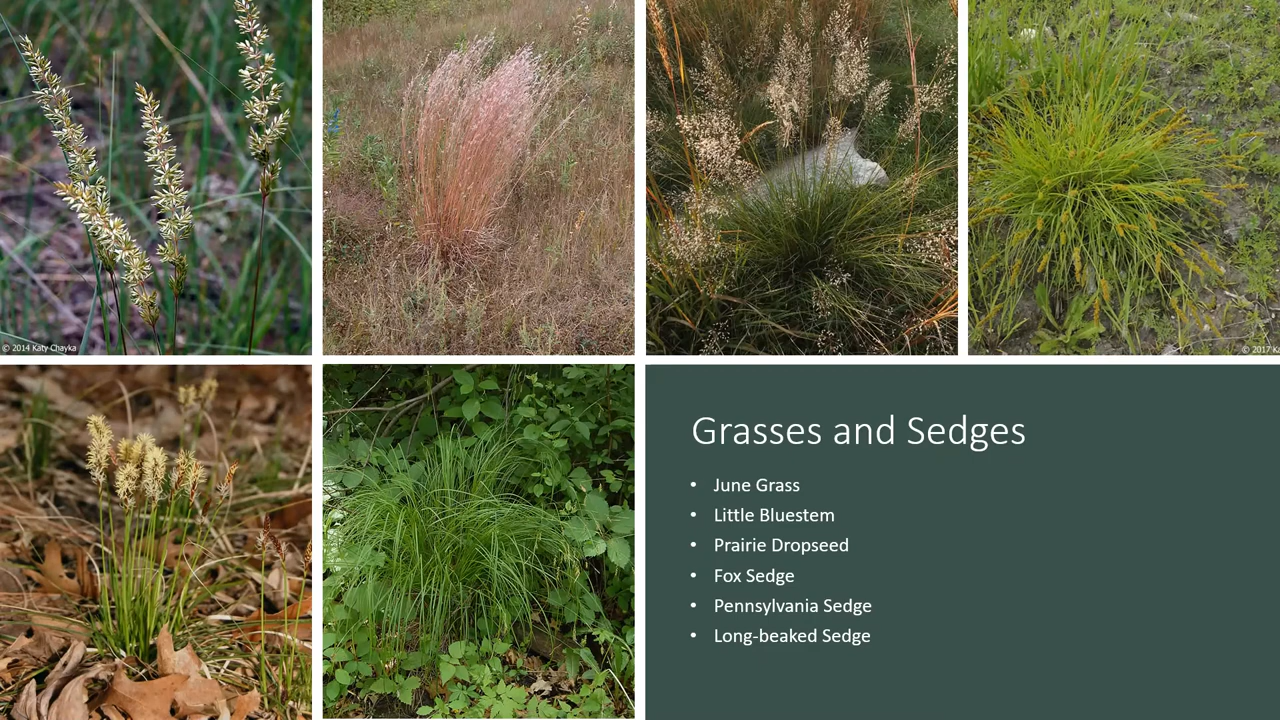 © 2014 Katy Chayka
© 2017 K
Grasses and Sedges
• June Grass
• Little Bluestem
• Prairie Dropseed
• Fox Sedge
• Pennsylvania Sedge
• Long-beaked Sedge